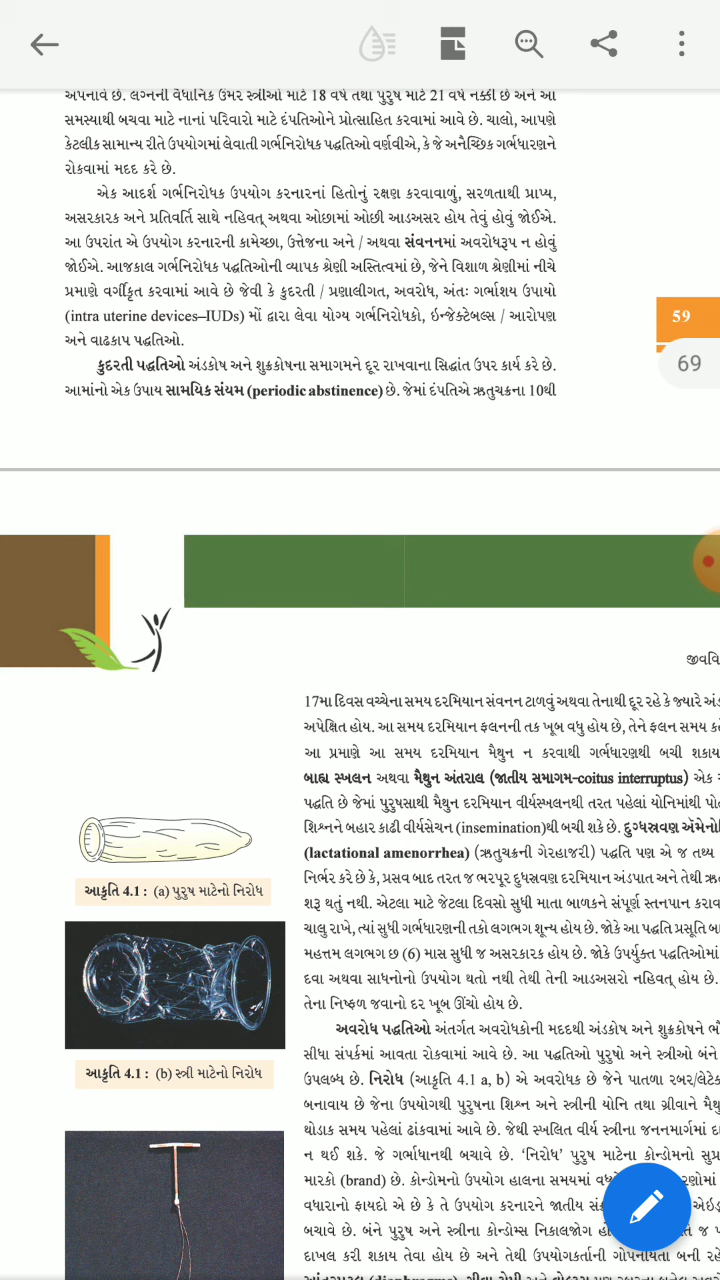 અપનાવે છે. લગ્નની વૈધાનિક ઉંમર સ્ત્રીઓ માટે 18 વર્ષ તથા પુરુષ માટે 21 વર્ષ નક્કી છે અને આ
સમસ્યાથી બચવા માટે નાનાં પરિવારો માટે દંપતિઓને પ્રોત્સાહિત કરવામાં આવે છે. ચાલો, આપણે
કેટલીક સામાન્ય રીતે ઉપયોગમાં લેવાતી ગર્ભનિરોધક પદ્ધતિઓ વર્ણવીએ, કે જે અનૈચ્છિક ગર્ભધારણને
રોકવામાં મદદ કરે છે.
એક આદર્શ ગર્ભનિરોધક ઉપયોગ કરનારનાં હિતોનું રક્ષણ કરવાવાળું, સરળતાથી પ્રાપ્ય,
અસરકારક અને પ્રતિવર્તિ સાથે નહિવત્ અથવા ઓછામાં ઓછી આડઅસર હોય તેવું હોવું જોઈએ.
આ ઉપરાંત એ ઉપયોગ કરનારની કામેચ્છા, ઉત્તેજના અને / અથવા સંવનનમાં અવરોધરૂપ ન હોવું
જોઈએ. આજકાલ ગર્ભનિરોધક પદ્ધતિઓની વ્યાપક શ્રેણી અસ્તિત્વમાં છે, જેને વિશાળ શ્રેણીમાં નીચે
પ્રમાણે વર્ગીકૃત કરવામાં આવે છે જેવી કે કુદરતી / પ્રણાલીગત, અવરોધ, અંતઃ ગર્ભાશય ઉપાયો
(intra uterine devices–IUDs) મોં દ્વારા લેવા યોગ્ય ગર્ભનિરોધકો, ઇન્જેક્ટેબલ્સ / આરોપણ
અને વાઢકાપ પદ્ધતિઓ.
59
69
કુદરતી પદ્ધતિઓ અંડકોષ અને શુક્રકોષના સમાગમને દૂર રાખવાના સિદ્ધાંત ઉપર કાર્ય કરે છે.
આમાંનો એક ઉપાય સામયિક સંયમ (periodic abstinence) છે. જેમાં દંપતિએ ઋતુચક્રના 10થી
જીવવિ
17મા દિવસ વચ્ચેના સમય દરમિયાન સંવનન ટાળવું અથવા તેનાથી દૂર રહે કે જ્યારે
અપેક્ષિત હોય. આ સમય દરમિયાન ફલનની તક ખૂબ વધુ હોય છે, તેને ફલન સમય
આ પ્રમાણે આ સમય દરમિયાન મૈથુન ન કરવાથી ગર્ભધારણથી બચી શકાય
બાહ્ય સ્ખલન અથવા મૈથુન અંતરાલ (જાતીય સમાગમ-coitus interruptus) એક
પદ્ધતિ છે જેમાં પુરુષસાથી મૈથુન દરમિયાન વીર્યસ્ખલનથી તરત પહેલાં યોનિમાંથી
શિશ્નને બહાર કાઢી વીર્યસેચન (insemination)થી બચી શકે છે. દુગ્ધસ્રવણ
(lactational amenorrhea) (ઋતુચક્રની ગેરહાજરી) પદ્ધતિ પણ એ જ તથ્ય
નિર્ભર કરે છે કે, પ્રસવ બાદ તરત જ ભરપૂર દુધસ્રવણ દરમિયાન અંડપાત અને તેથી
શરૂ થતું નથી. એટલા માટે જેટલા દિવસો સુધી માતા બાળકને સંપૂર્ણ સ્તનપાન
ચાલુ રાખે, ત્યાં સુધી ગર્ભધારણની તકો લગભગ શૂન્ય હોય છે. જોકે આ પદ્ધતિ પ્રસૂતિ
મહત્તમ લગભગ છ (6) માસ સુધી જ અસરકારક હોય છે. જોકે ઉપર્યુક્ત પદ્ધતિઓમાં
દવા અથવા સાધનોનો ઉપયોગ થતો નથી તેથી તેની આડઅસરો નહિવત્ હોય છે.
તેના નિષ્ફળ જવાનો દર ખૂબ ઊંચો હોય છે.
અવરોધ પદ્ધતિઓ અંતર્ગત અવરોધકોની મદદથી અંડકોષ અને શુક્રકોષને
સીધા સંપર્કમાં આવતા રોકવામાં આવે છે. આ પદ્ધતિઓ પુરુષો અને સ્ત્રીઓ બંને
ઉપલબ્ધ છે. નિરોધ (આકૃતિ 4.1 a, b) એ અવરોધક છે જેને પાતળા રબર/લેટેક
બનાવાય છે જેના ઉપયોગથી પુરુષના શિશ્ન અને સ્ત્રીની યોનિ તથા ગ્રીવાને
થોડાક સમય પહેલાં ઢાંકવામાં આવે છે. જેથી સ્ખલિત વીર્ય સ્ત્રીના જનનમાર્ગમાં
ન થઈ શકે. જે ગર્ભાધાનથી બચાવે છે. ‘નિરોધ’ પુરુષ માટેના કોન્ડોમનો
મારકો (brand) છે. કોન્ડોમનો ઉપયોગ હાલના સમયમાં
વધારાનો ફાયદો એ છે કે તે ઉપયોગ કરનારને જાતીય
બચાવે છે. બંને પુરુષ અને સ્ત્રીના કોન્ડોમ્સ નિકાલજોગ
દાખલ કરી શકાય તેવા હોય છે અને તેથી ઉપયોગકર્તાની ગોપનીયતા બની
આકૃતિ 4.1 : (a) પુરુષ માટેનો નિરોધ
આકૃતિ 4.1 : (b) સ્ત્રી માટેનો નિરોધ